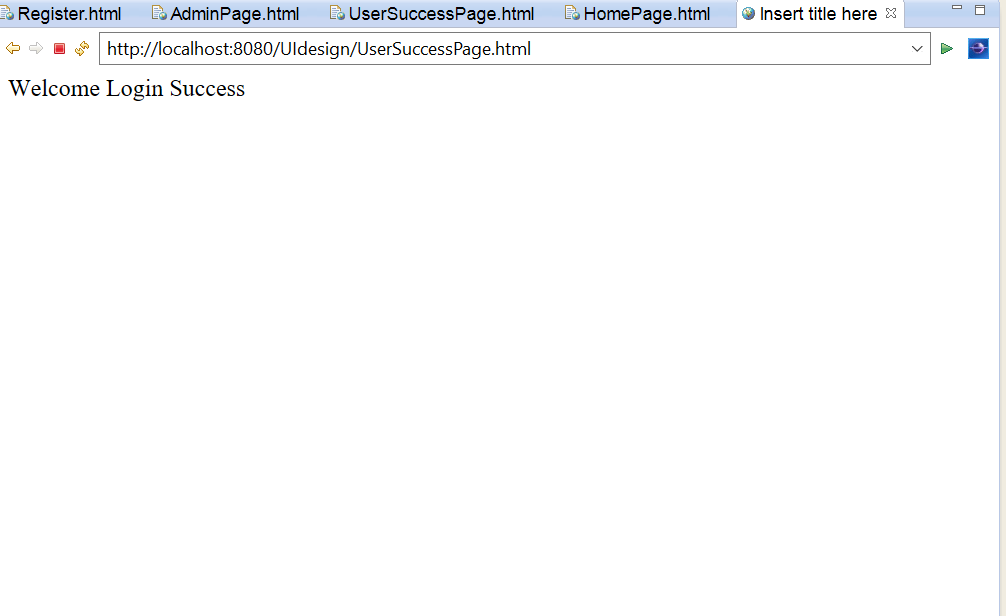 Register.html AdminPage.html UserSuccessPage.html HomePage.html Insert title here
http://localhost:8080/UIdesign/UserSuccessPage.html
Welcome Login Success